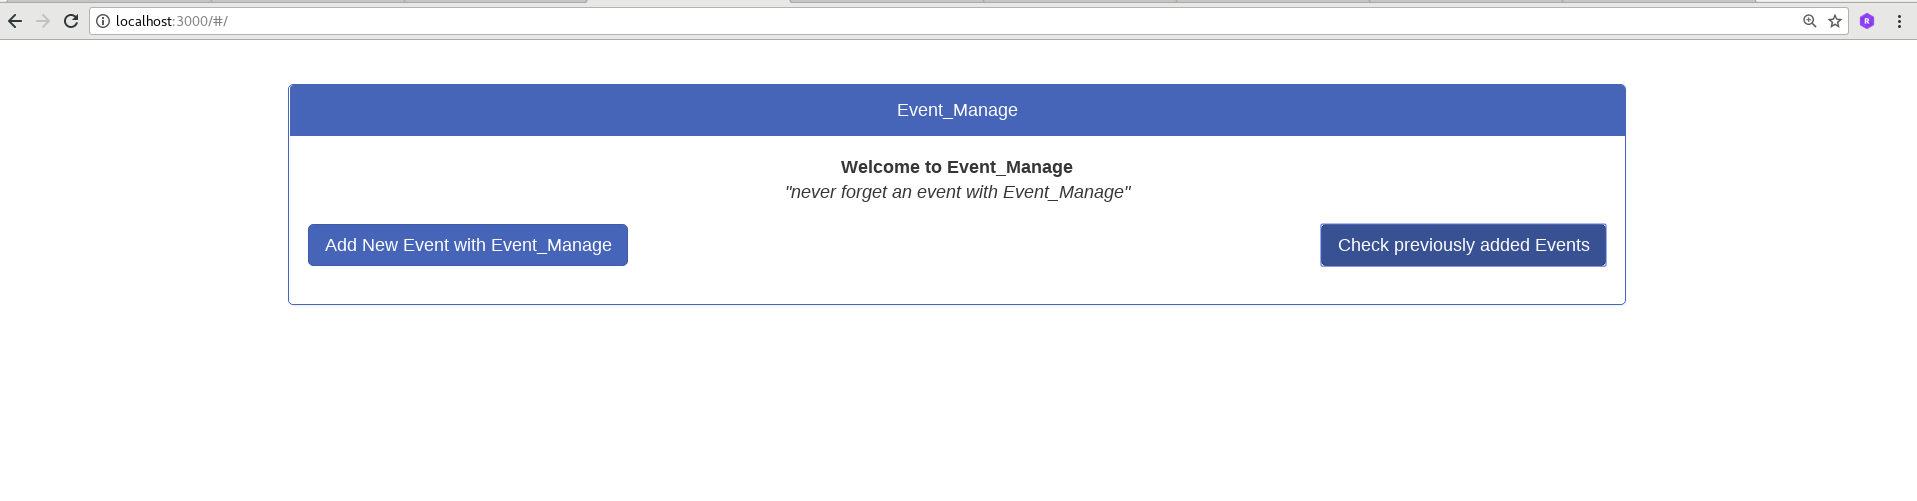 localhost:3000/#/
R
Event_Manage
Welcome to Event_Manage
"never forget an event with Event_Manage"
Add New Event with Event_Manage
Check previously added Events